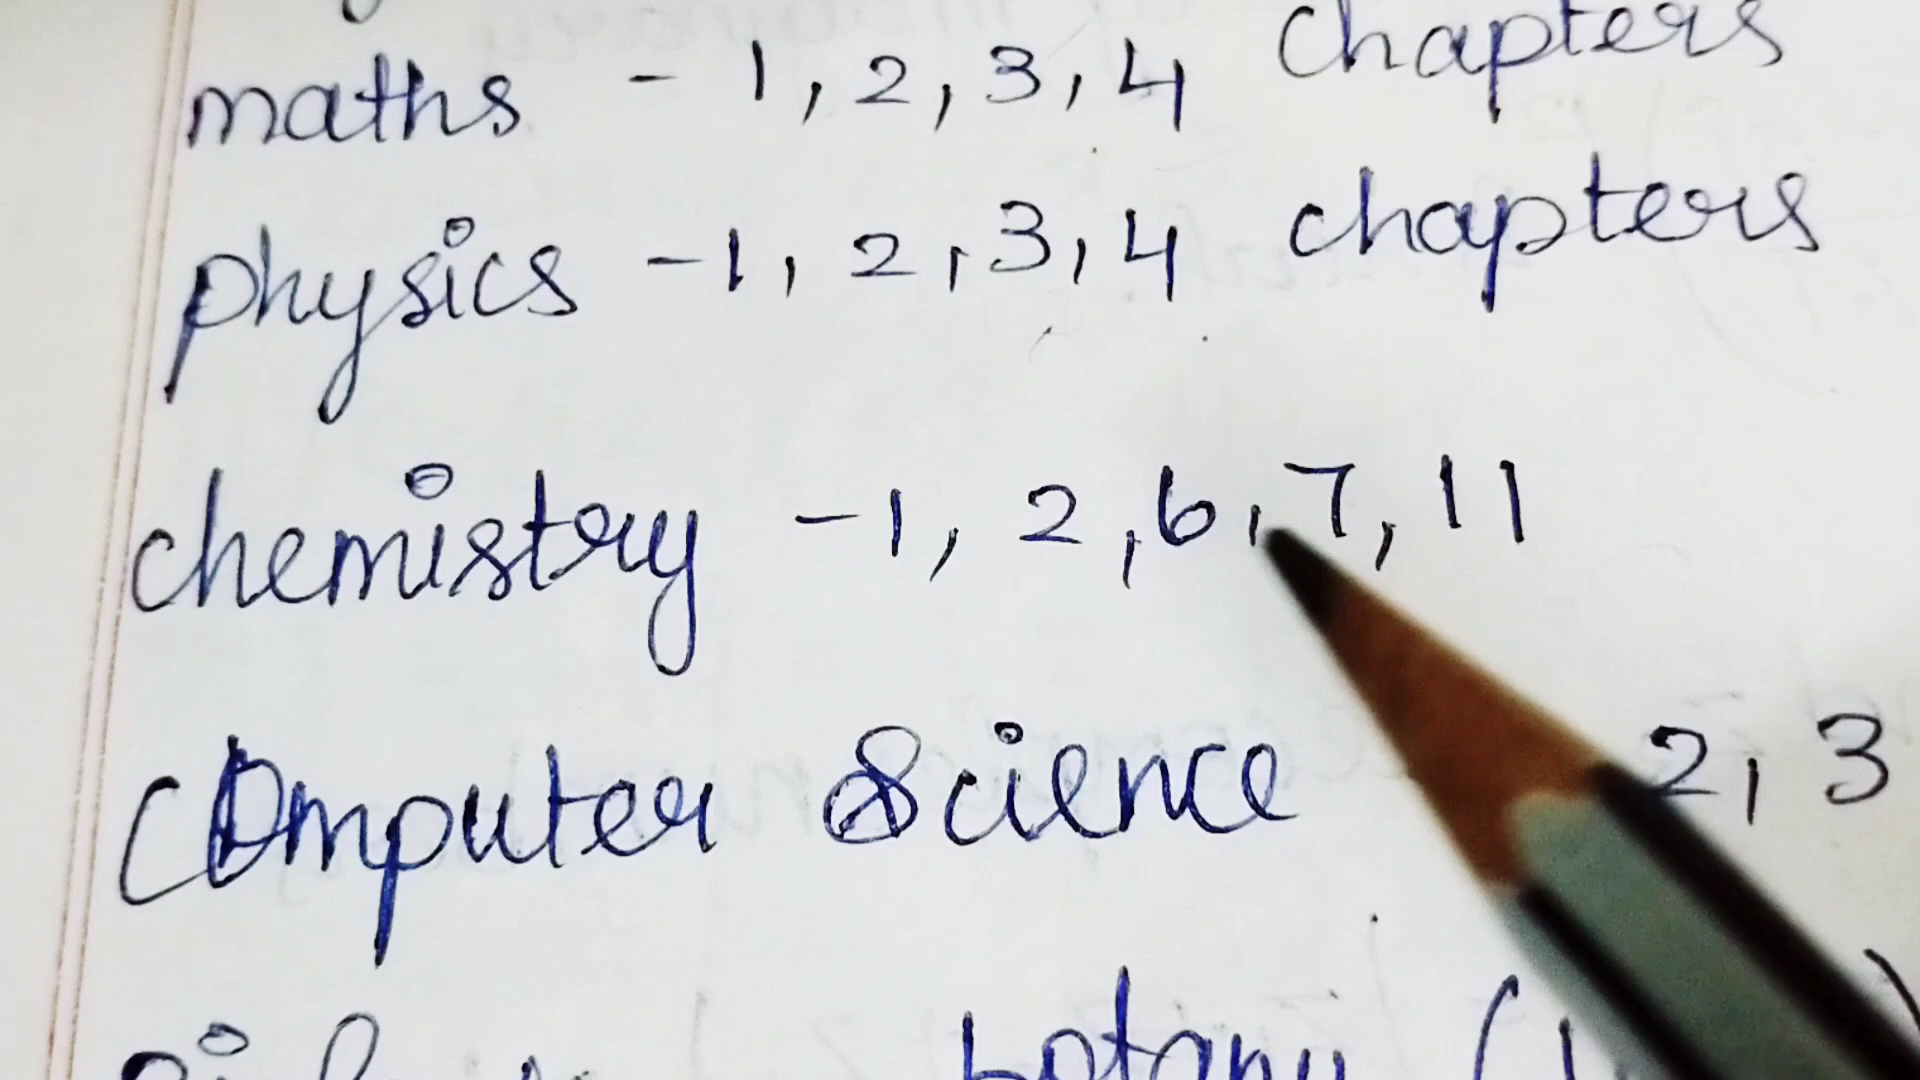 maths - 1, 2, 3, 4 chapters
physics - 1, 2, 3, 4 chapters
chemistry - 1, 2, 6, 7, 11
Computer Science 2, 3
botany (